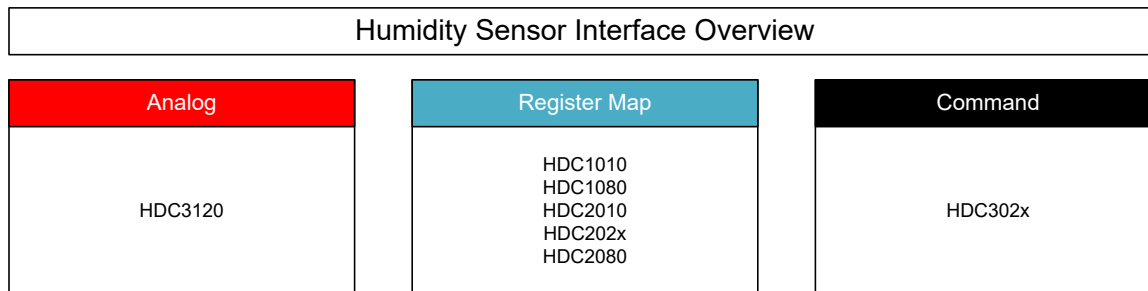 Humidity Sensor Interface Overview
Analog
HDC3120
Register Map
HDC1010
HDC1080
HDC2010
HDC202x
HDC2080
Command
HDC302x